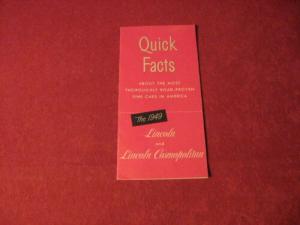 Quick
Facts
ABOUT THE MOST
THOROUGHLY WEAR-PROVEN
FINE CARS IN AMERICA
The 1949
Lincoln
and
Lincoln Cosmopolitan